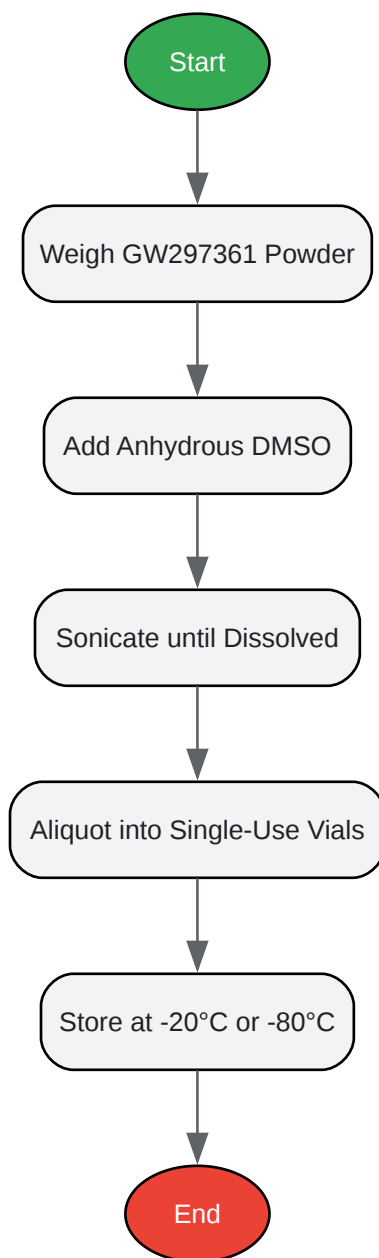 Start
Weigh GW297361 Powder
Add Anhydrous DMSO
Sonicate until Dissolved
Aliquot into Single-Use Vials
Store at -20°C or -80°C
End